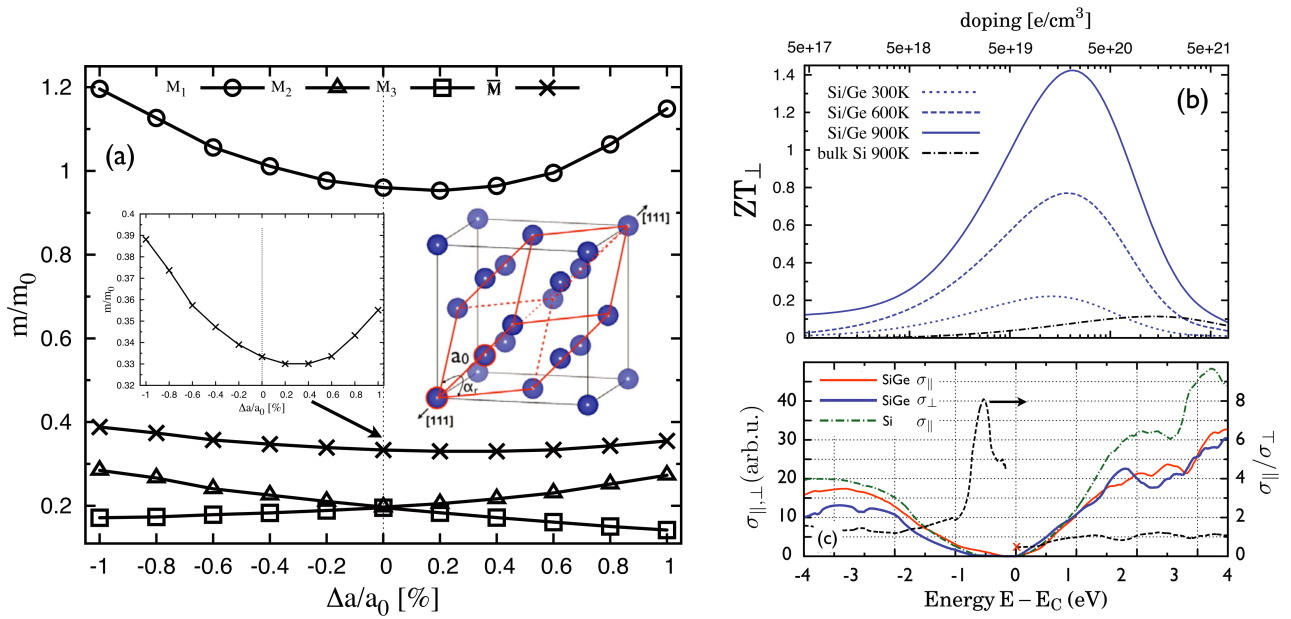 1.2
1
0.8
0.6
0.4
0.2
m/m0
M1 M2 M3 M̅
(a)
0.4
0.39
0.38
0.37
0.36
0.35
0.34
0.33
0.32
m/m0
-1 -0.8 -0.6 -0.4 -0.2 0 0.2 0.4 0.6 0.8 1
Δa/a0 [%]
[111]
a0
αr
[111]
-1 -0.8 -0.6 -0.4 -0.2 0 0.2 0.4 0.6 0.8 1
Δa/a0 [%]
doping [e/cm³]
5e+17 5e+18 5e+19 5e+20 5e+21
1.4
1.2
1
0.8
0.6
0.4
0.2
0
ZT⊥
Si/Ge 300K
Si/Ge 600K
Si/Ge 900K
bulk Si 900K
(b)
40
35
30
20
10
5
0
σ∥,⊥ (arb.u.)
SiGe σ∥
SiGe σ⊥
Si σ∥
8
6
4
2
0
σ∥/σ⊥
(c)
-4 -3 -2 -1 0 1 2 3 4
Energy E – EC (eV)